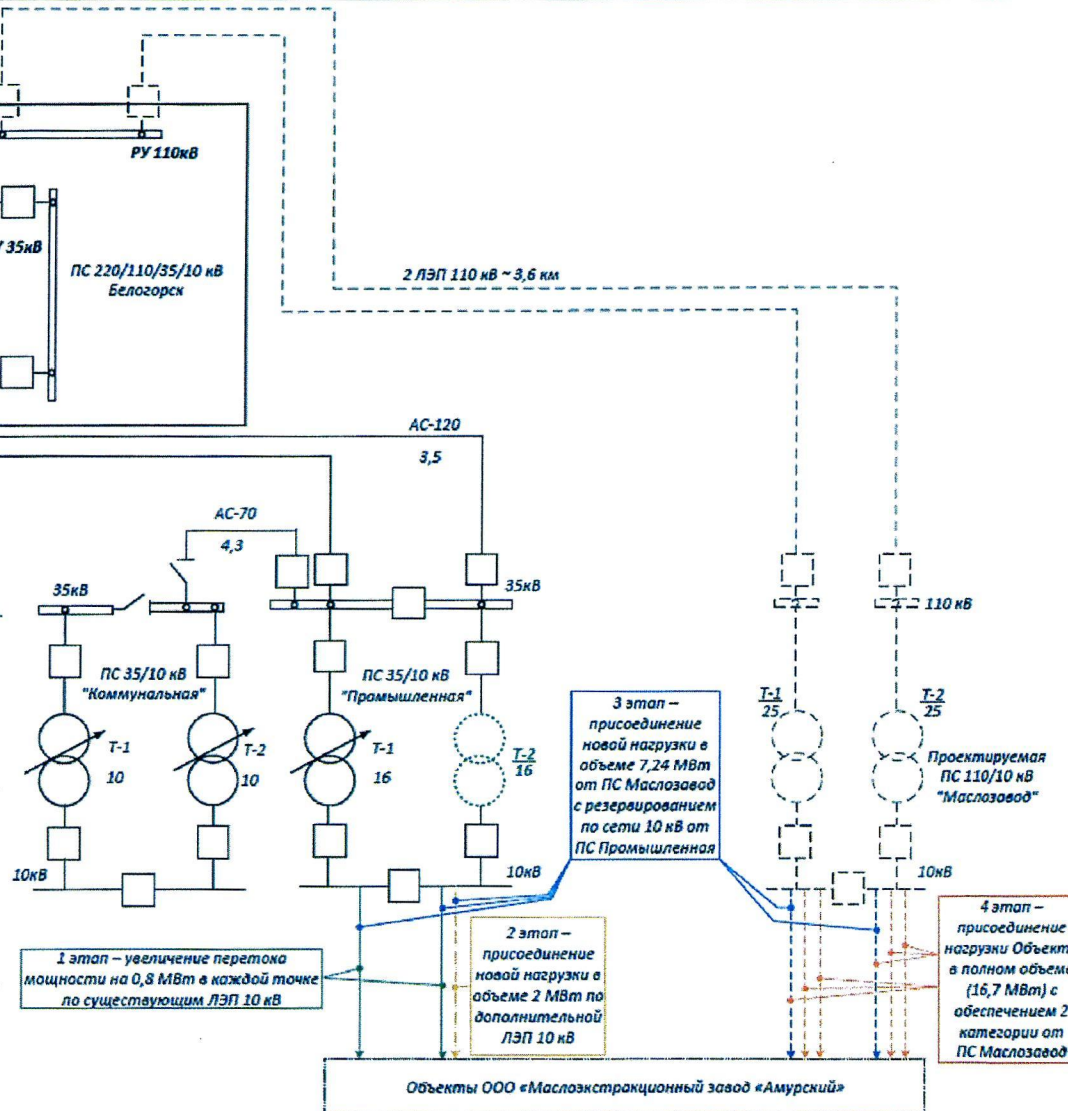 РУ 110кВ
У 35кВ
ПС 220/110/35/10 кВ
Белогорск
2 ЛЭП 110 кВ ~ 3,6 км
АС-120
3,5
АС-70
4,3
35кВ
35кВ
110 кВ
ПС 35/10 кВ
"Коммунальная"
ПС 35/10 кВ
"Промышленная"
Т-1
10
Т-2
10
Т-1
16
Т-2
16
3 этап –
присоединение
новой нагрузки в
объеме 7,24 МВт
от ПС Маслозавод
с резервированием
по сети 10 кВ от
ПС Промышленная
Т-1
25
Т-2
25
Проектируемая
ПС 110/10 кВ
"Маслозавод"
10кВ
10кВ
10кВ
1 этап – увеличение перетока
мощности на 0,8 МВт в каждой точке
по существующим ЛЭП 10 кВ
2 этап –
присоединение
новой нагрузки в
объеме 2 МВт по
дополнительной
ЛЭП 10 кВ
4 этап –
присоединение
нагрузки Объект
в полном объеме
(16,7 МВт) с
обеспечением 2
категории от
ПС Маслозавод
Объекты ООО «Маслоэкстракционный завод «Амурский»